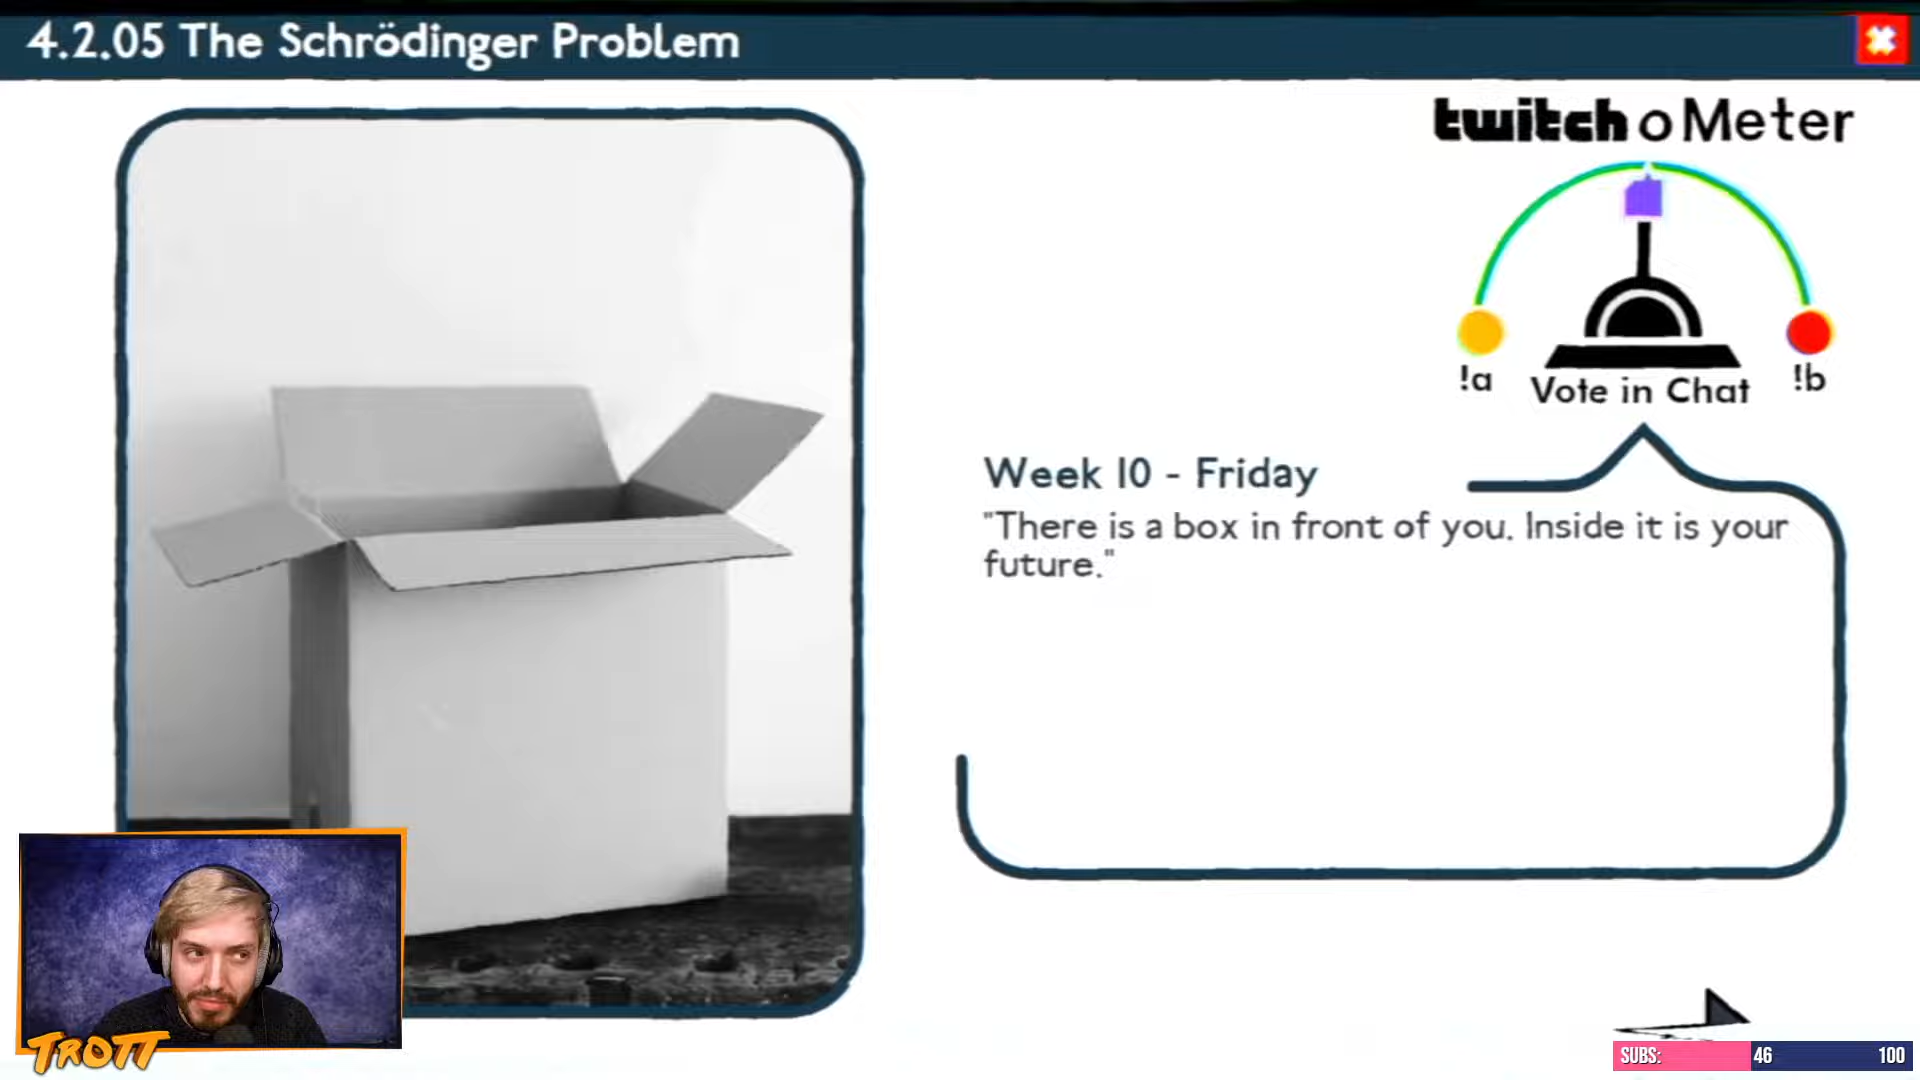 4.2.05 The Schrödinger Problem
twitch o Meter
!a
Vote in Chat
!b
Week 10 - Friday
"There is a box in front of you. Inside it is your
future."
TROTT
SUBS:
46
100